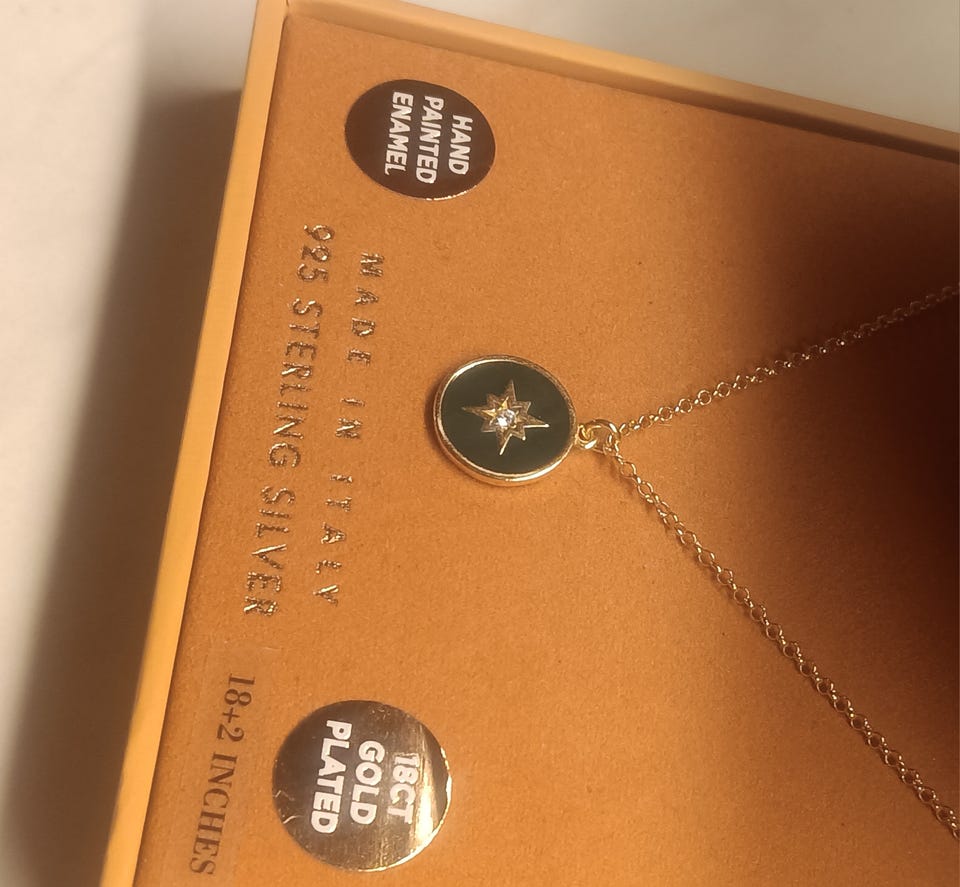 HAND
PAINTED
ENAMEL
MADE IN ITALY
925 STERLING SILVER
18CT
GOLD
PLATED
18+2 INCHES